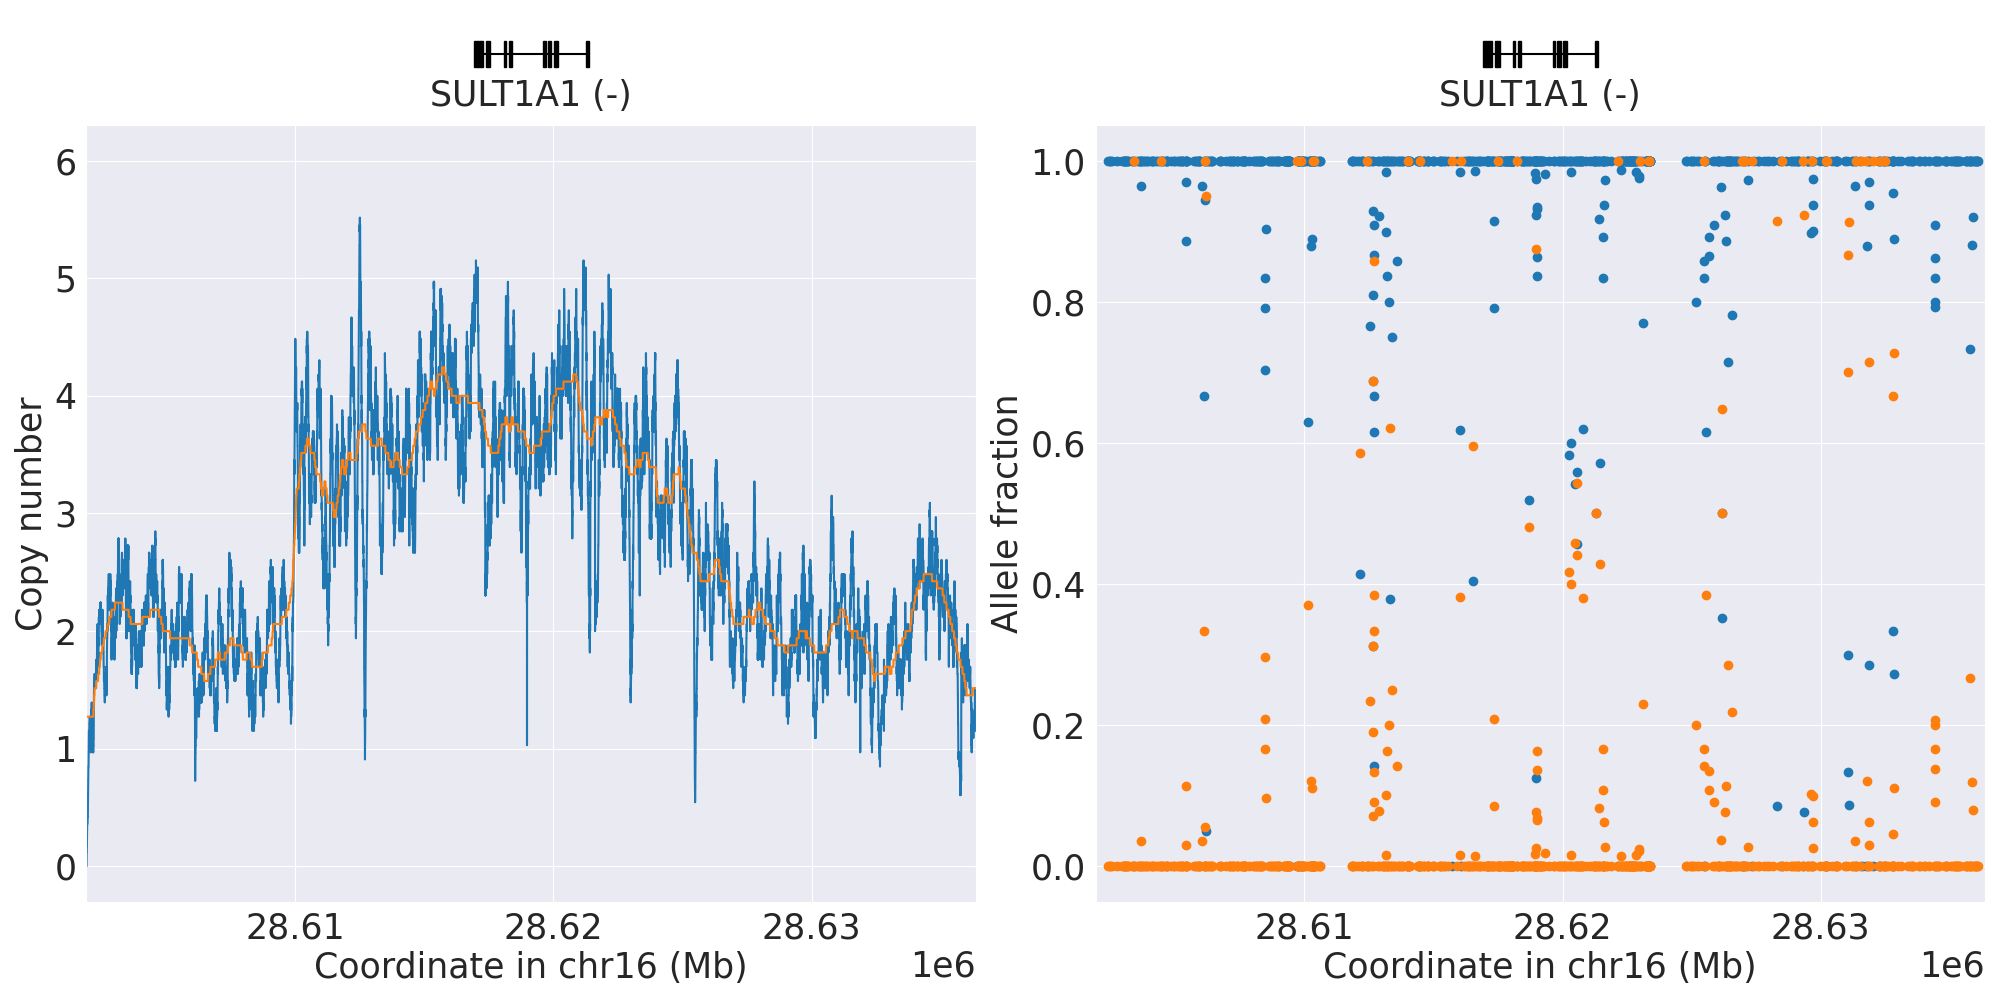 SULT1A1 (-)
6
5
4
3
2
1
0
Copy number
28.61
28.62
28.63
Coordinate in chr16 (Mb)
1e6
SULT1A1 (-)
1.0
0.8
0.6
0.4
0.2
0.0
Allele fraction
28.61
28.62
28.63
Coordinate in chr16 (Mb)
1e6